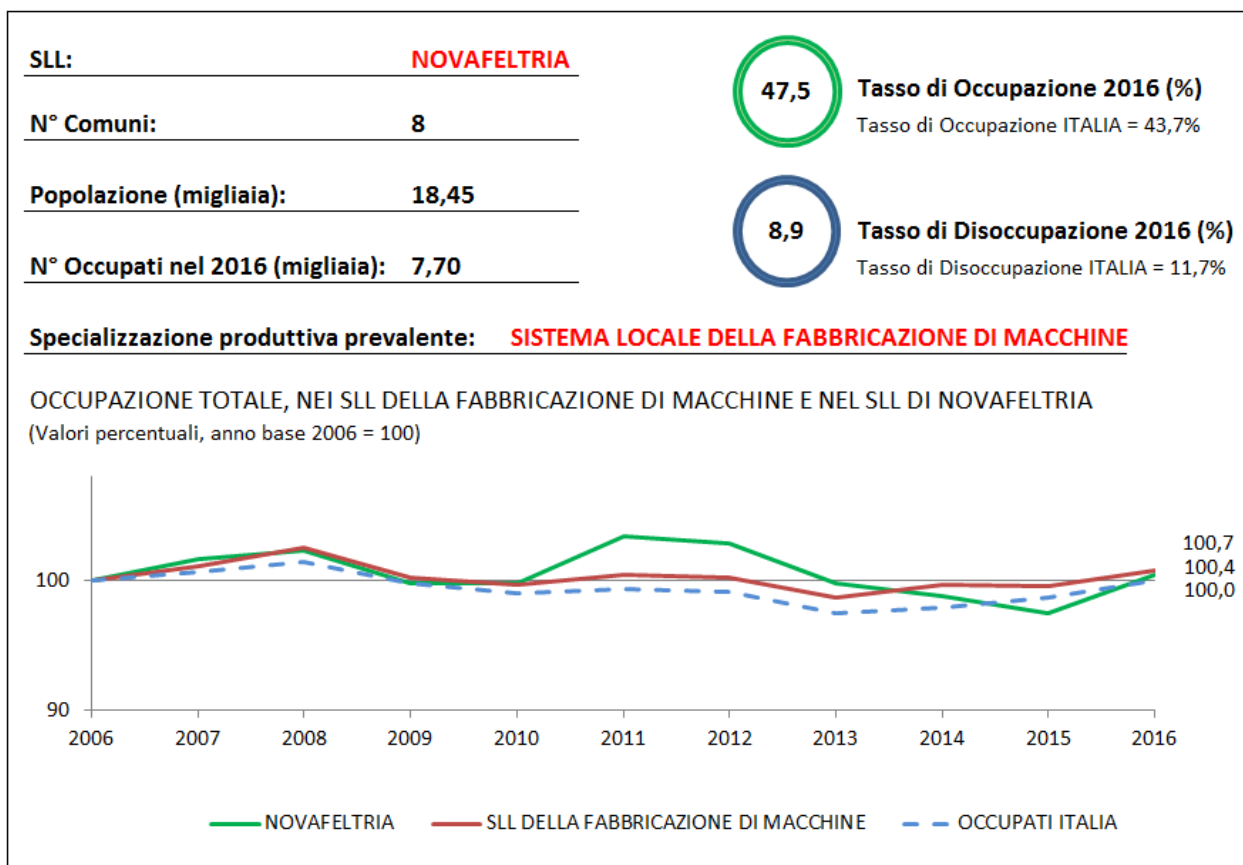 SLL: NOVAFELTRIA
N° Comuni: 8
Popolazione (migliaia): 18,45
N° Occupati nel 2016 (migliaia): 7,70
47,5
Tasso di Occupazione 2016 (%)
Tasso di Occupazione ITALIA = 43,7%
8,9
Tasso di Disoccupazione 2016 (%)
Tasso di Disoccupazione ITALIA = 11,7%
Specializzazione produttiva prevalente: SISTEMA LOCALE DELLA FABBRICAZIONE DI MACCHINE
OCCUPAZIONE TOTALE, NEI SLL DELLA FABBRICAZIONE DI MACCHINE E NEL SLL DI NOVAFELTRIA
(Valori percentuali, anno base 2006 = 100)
100,7
100,4
100,0
100
90
2006 2007 2008 2009 2010 2011 2012 2013 2014 2015 2016
NOVAFELTRIA SLL DELLA FABBRICAZIONE DI MACCHINE OCCUPATI ITALIA